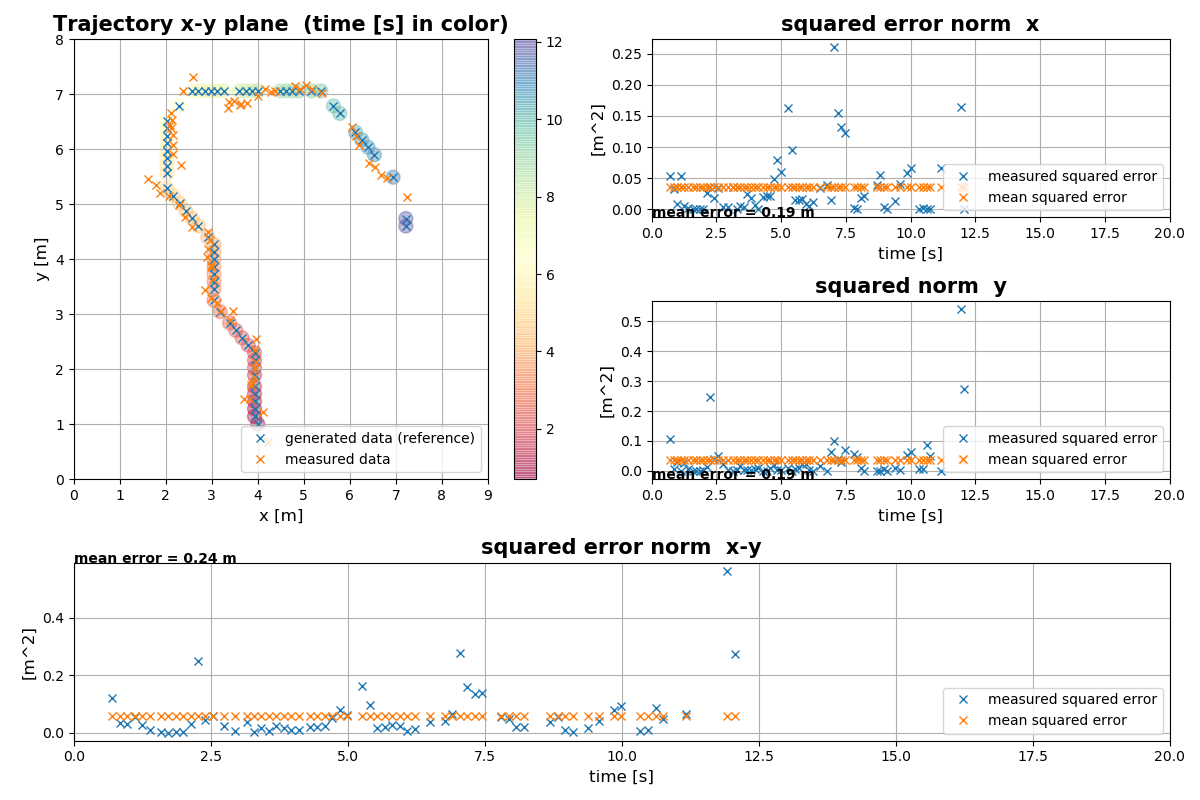 Trajectory x-y plane  (time [s] in color)
8
7
6
5
4
3
2
1
0
y [m]
0 1 2 3 4 5 6 7 8 9
x [m]
generated data (reference)
measured data
12
10
8
6
4
2
squared error norm  x
0.25
0.20
0.15
0.10
0.05
0.00
[m^2]
mean error = 0.19 m
measured squared error
mean squared error
0.0 2.5 5.0 7.5 10.0 12.5 15.0 17.5 20.0
time [s]
squared norm  y
0.5
0.4
0.3
0.2
0.1
0.0
[m^2]
mean error = 0.19 m
measured squared error
mean squared error
0.0 2.5 5.0 7.5 10.0 12.5 15.0 17.5 20.0
time [s]
squared error norm  x-y
mean error = 0.24 m
0.4
0.2
0.0
[m^2]
measured squared error
mean squared error
0.0 2.5 5.0 7.5 10.0 12.5 15.0 17.5 20.0
time [s]